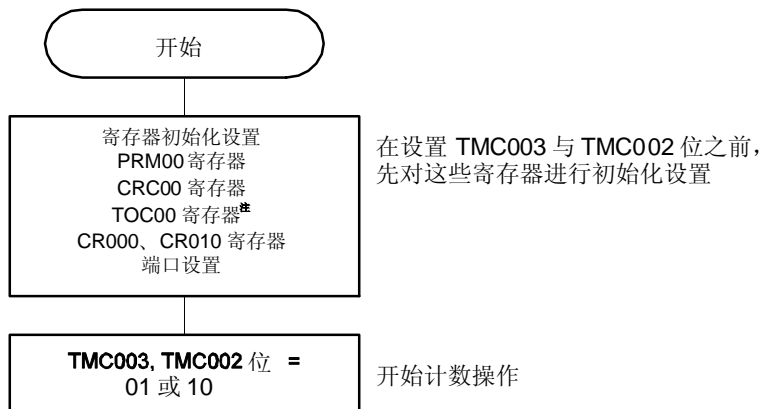 开始
寄存器初始化设置
PRM00 寄存器
CRC00 寄存器
TOC00 寄存器注
CR000、CR010 寄存器
端口设置
在设置 TMC003 与 TMC002 位之前，
先对这些寄存器进行初始化设置
TMC003, TMC002 位 =
01 或 10
开始计数操作